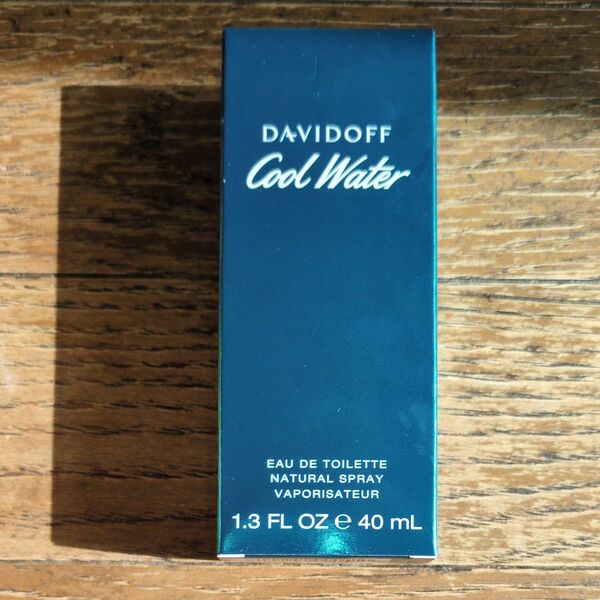 DAVIDOFF
Cool Water
EAU DE TOILETTE
NATURAL SPRAY
VAPORISATEUR
1.3 FL OZ ℮ 40 mL